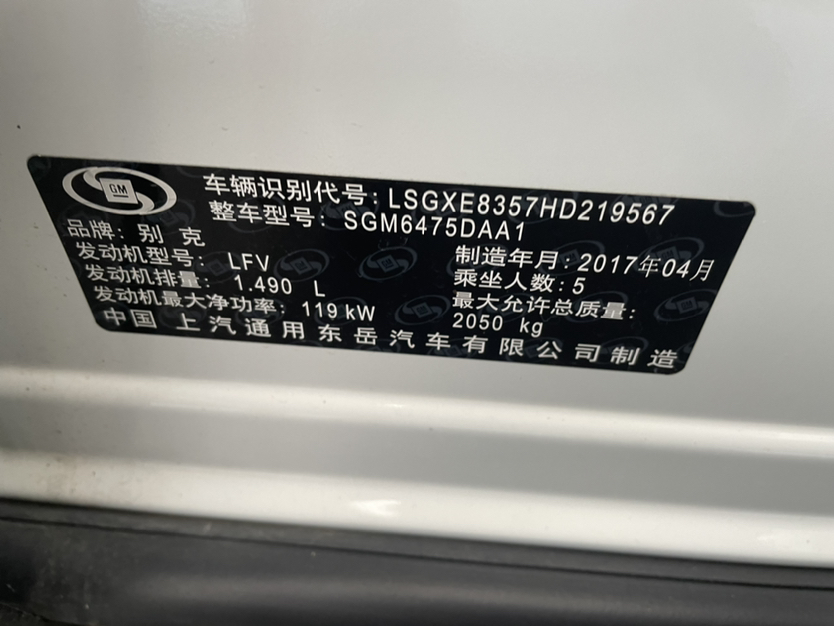 GM
车辆识别代号:LSGXE8357HD219567
整车型号: SGM6475DAA1
品牌: 别 克
发动机型号: LFV
制造年月: 2017年04月
发动机排量: 1.490 L
乘坐人数: 5
发动机最大净功率: 119 kW
最大允许总质量:
2050 kg
中国 上汽通用东岳汽车有限公司制造